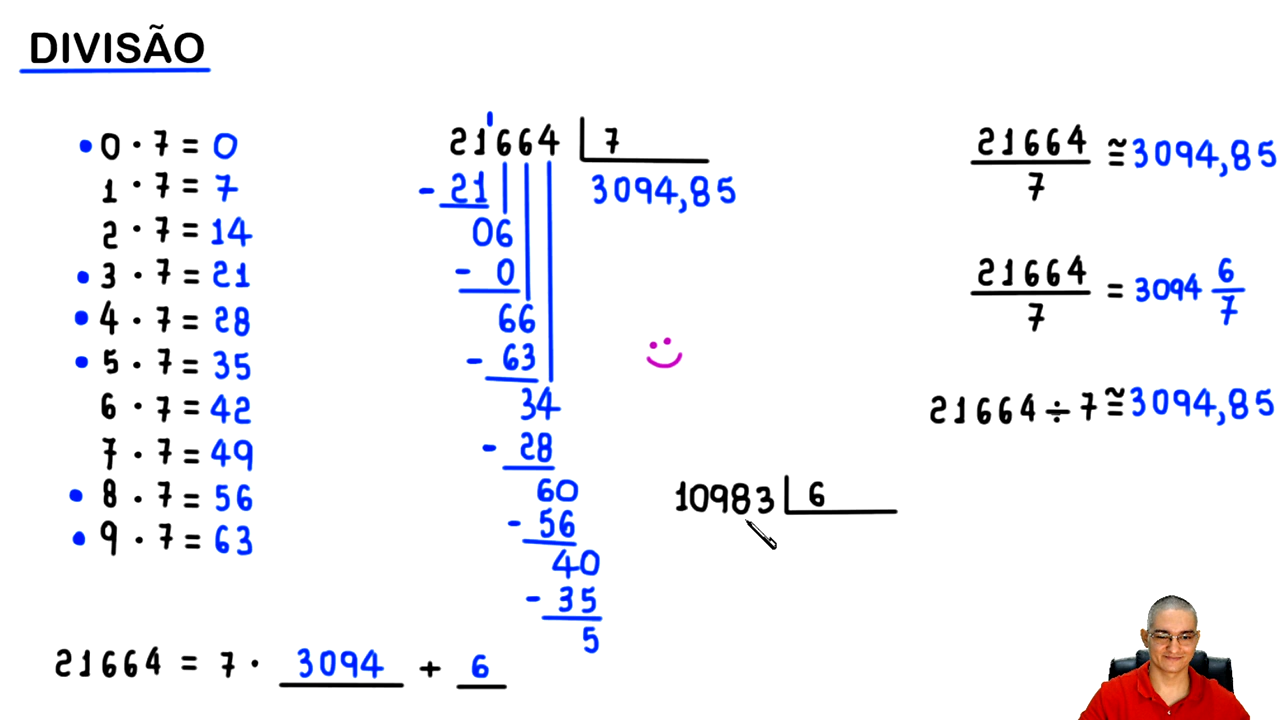 DIVISÃO
0 · 7 = 0
1 · 7 = 7
2 · 7 = 14
3 · 7 = 21
4 · 7 = 28
5 · 7 = 35
6 · 7 = 42
7 · 7 = 49
8 · 7 = 56
9 · 7 = 63
21664 = 7 · 3094 + 6
21664 7
- 21 3094,85
06
- 0
66
- 63
34
- 28
60
- 56
40
- 35
5
10983 6
21664
7
≅ 3094,85
21664
7
= 3094 6
7
21664 ÷ 7 ≅ 3094,85